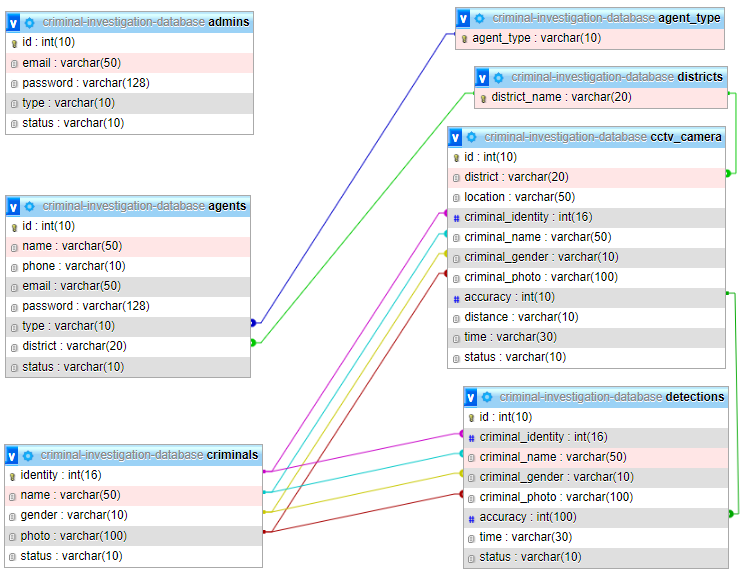 criminal-investigation-database admins
id : int(10)
email : varchar(50)
password : varchar(128)
type : varchar(10)
status : varchar(10)
criminal-investigation-database agents
id : int(10)
name : varchar(50)
phone : varchar(10)
email : varchar(50)
password : varchar(128)
type : varchar(10)
district : varchar(20)
status : varchar(10)
criminal-investigation-database criminals
identity : int(16)
name : varchar(50)
gender : varchar(10)
photo : varchar(100)
status : varchar(10)
criminal-investigation-database agent_type
agent_type : varchar(10)
criminal-investigation-database districts
district_name : varchar(20)
criminal-investigation-database cctv_camera
id : int(10)
district : varchar(20)
location : varchar(50)
# criminal_identity : int(16)
criminal_name : varchar(50)
criminal_gender : varchar(10)
criminal_photo : varchar(100)
# accuracy : int(10)
distance : varchar(10)
time : varchar(30)
status : varchar(10)
criminal-investigation-database detections
id : int(10)
# criminal_identity : int(16)
criminal_name : varchar(50)
criminal_gender : varchar(10)
criminal_photo : varchar(100)
# accuracy : int(100)
time : varchar(30)
status : varchar(10)